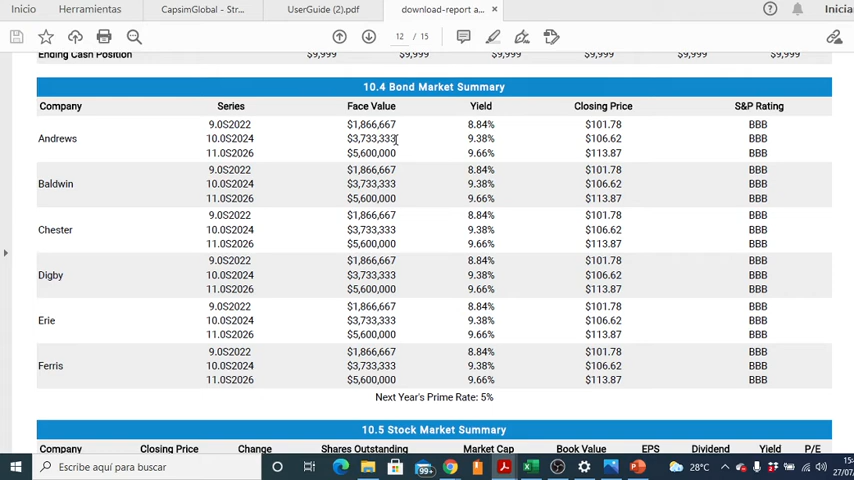 Inicio Herramientas CapsimGlobal - Str... UserGuide (2).pdf download-report a... × Inicia
12 / 15
Ending Cash Position $9,999 $9,999 $9,999 $9,999 $9,999 $9,999
10.4 Bond Market Summary
Company Series Face Value Yield Closing Price S&P Rating
9.0S2022 $1,866,667 8.84% $101.78 BBB
Andrews 10.0S2024 $3,733,333 9.38% $106.62 BBB
11.0S2026 $5,600,000 9.66% $113.87 BBB
9.0S2022 $1,866,667 8.84% $101.78 BBB
Baldwin 10.0S2024 $3,733,333 9.38% $106.62 BBB
11.0S2026 $5,600,000 9.66% $113.87 BBB
9.0S2022 $1,866,667 8.84% $101.78 BBB
Chester 10.0S2024 $3,733,333 9.38% $106.62 BBB
11.0S2026 $5,600,000 9.66% $113.87 BBB
9.0S2022 $1,866,667 8.84% $101.78 BBB
Digby 10.0S2024 $3,733,333 9.38% $106.62 BBB
11.0S2026 $5,600,000 9.66% $113.87 BBB
9.0S2022 $1,866,667 8.84% $101.78 BBB
Erie 10.0S2024 $3,733,333 9.38% $106.62 BBB
11.0S2026 $5,600,000 9.66% $113.87 BBB
9.0S2022 $1,866,667 8.84% $101.78 BBB
Ferris 10.0S2024 $3,733,333 9.38% $106.62 BBB
11.0S2026 $5,600,000 9.66% $113.87 BBB
Next Year's Prime Rate: 5%
10.5 Stock Market Summary
Company Closing Price Change Shares Outstanding Market Cap Book Value EPS Dividend Yield P/E
Escribe aquí para buscar 99+ 28°C 15:4
27/07